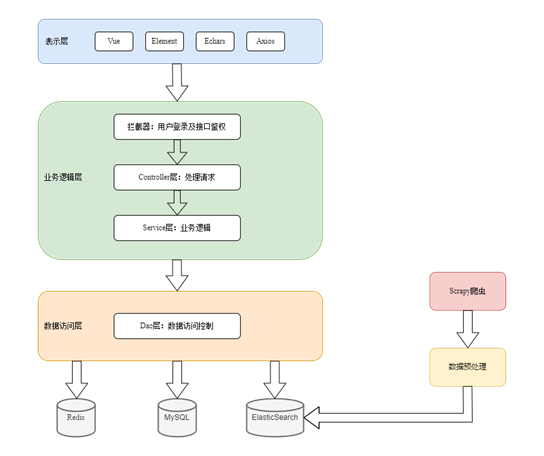 表示层
Vue
Element
Echars
Axios
拦截器：用户登录及接口鉴权
业务逻辑层
Controller层：处理请求
Service层：业务逻辑
Scrapy爬虫
数据访问层
Dao层：数据访问控制
数据预处理
Redis
MySQL
ElasticSearch